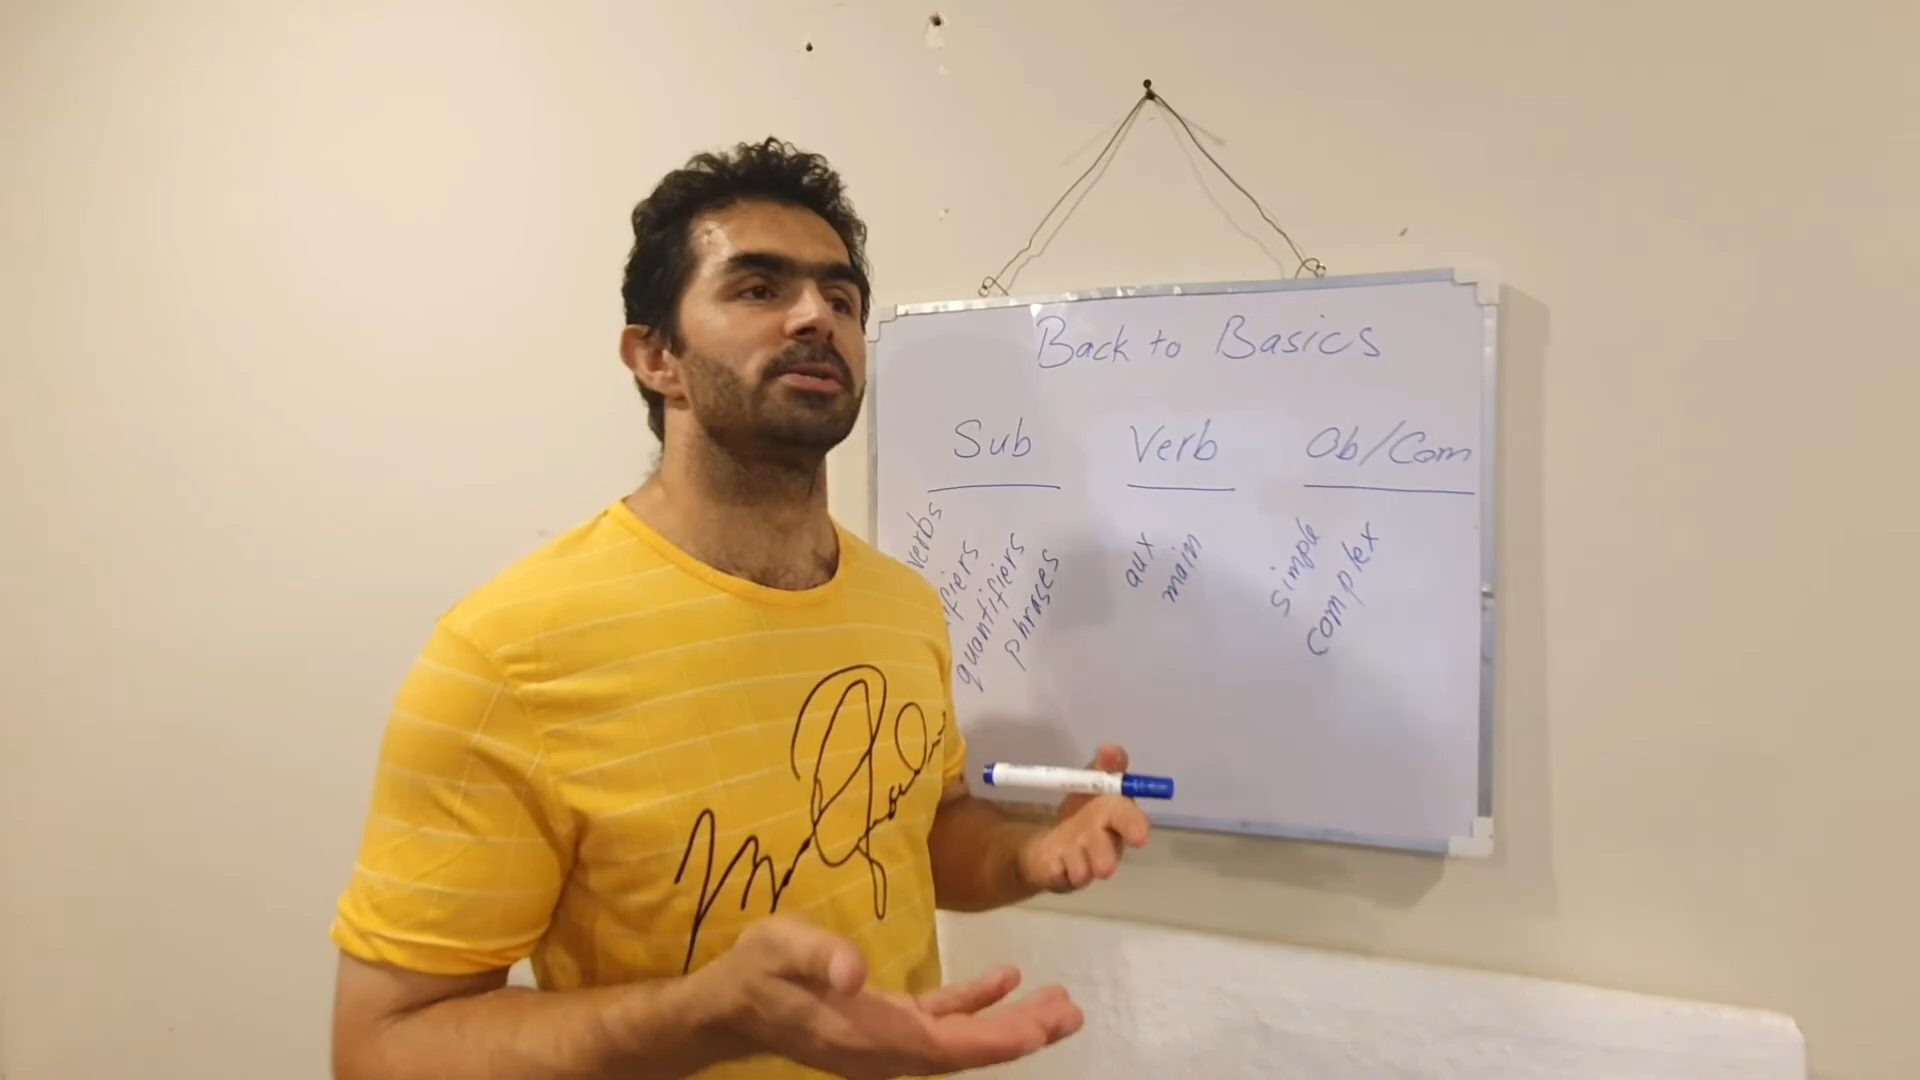 Back to Basics
Sub Verb Ob/Com
verbs
quantifiers
phrases
aux
main
simple
complex